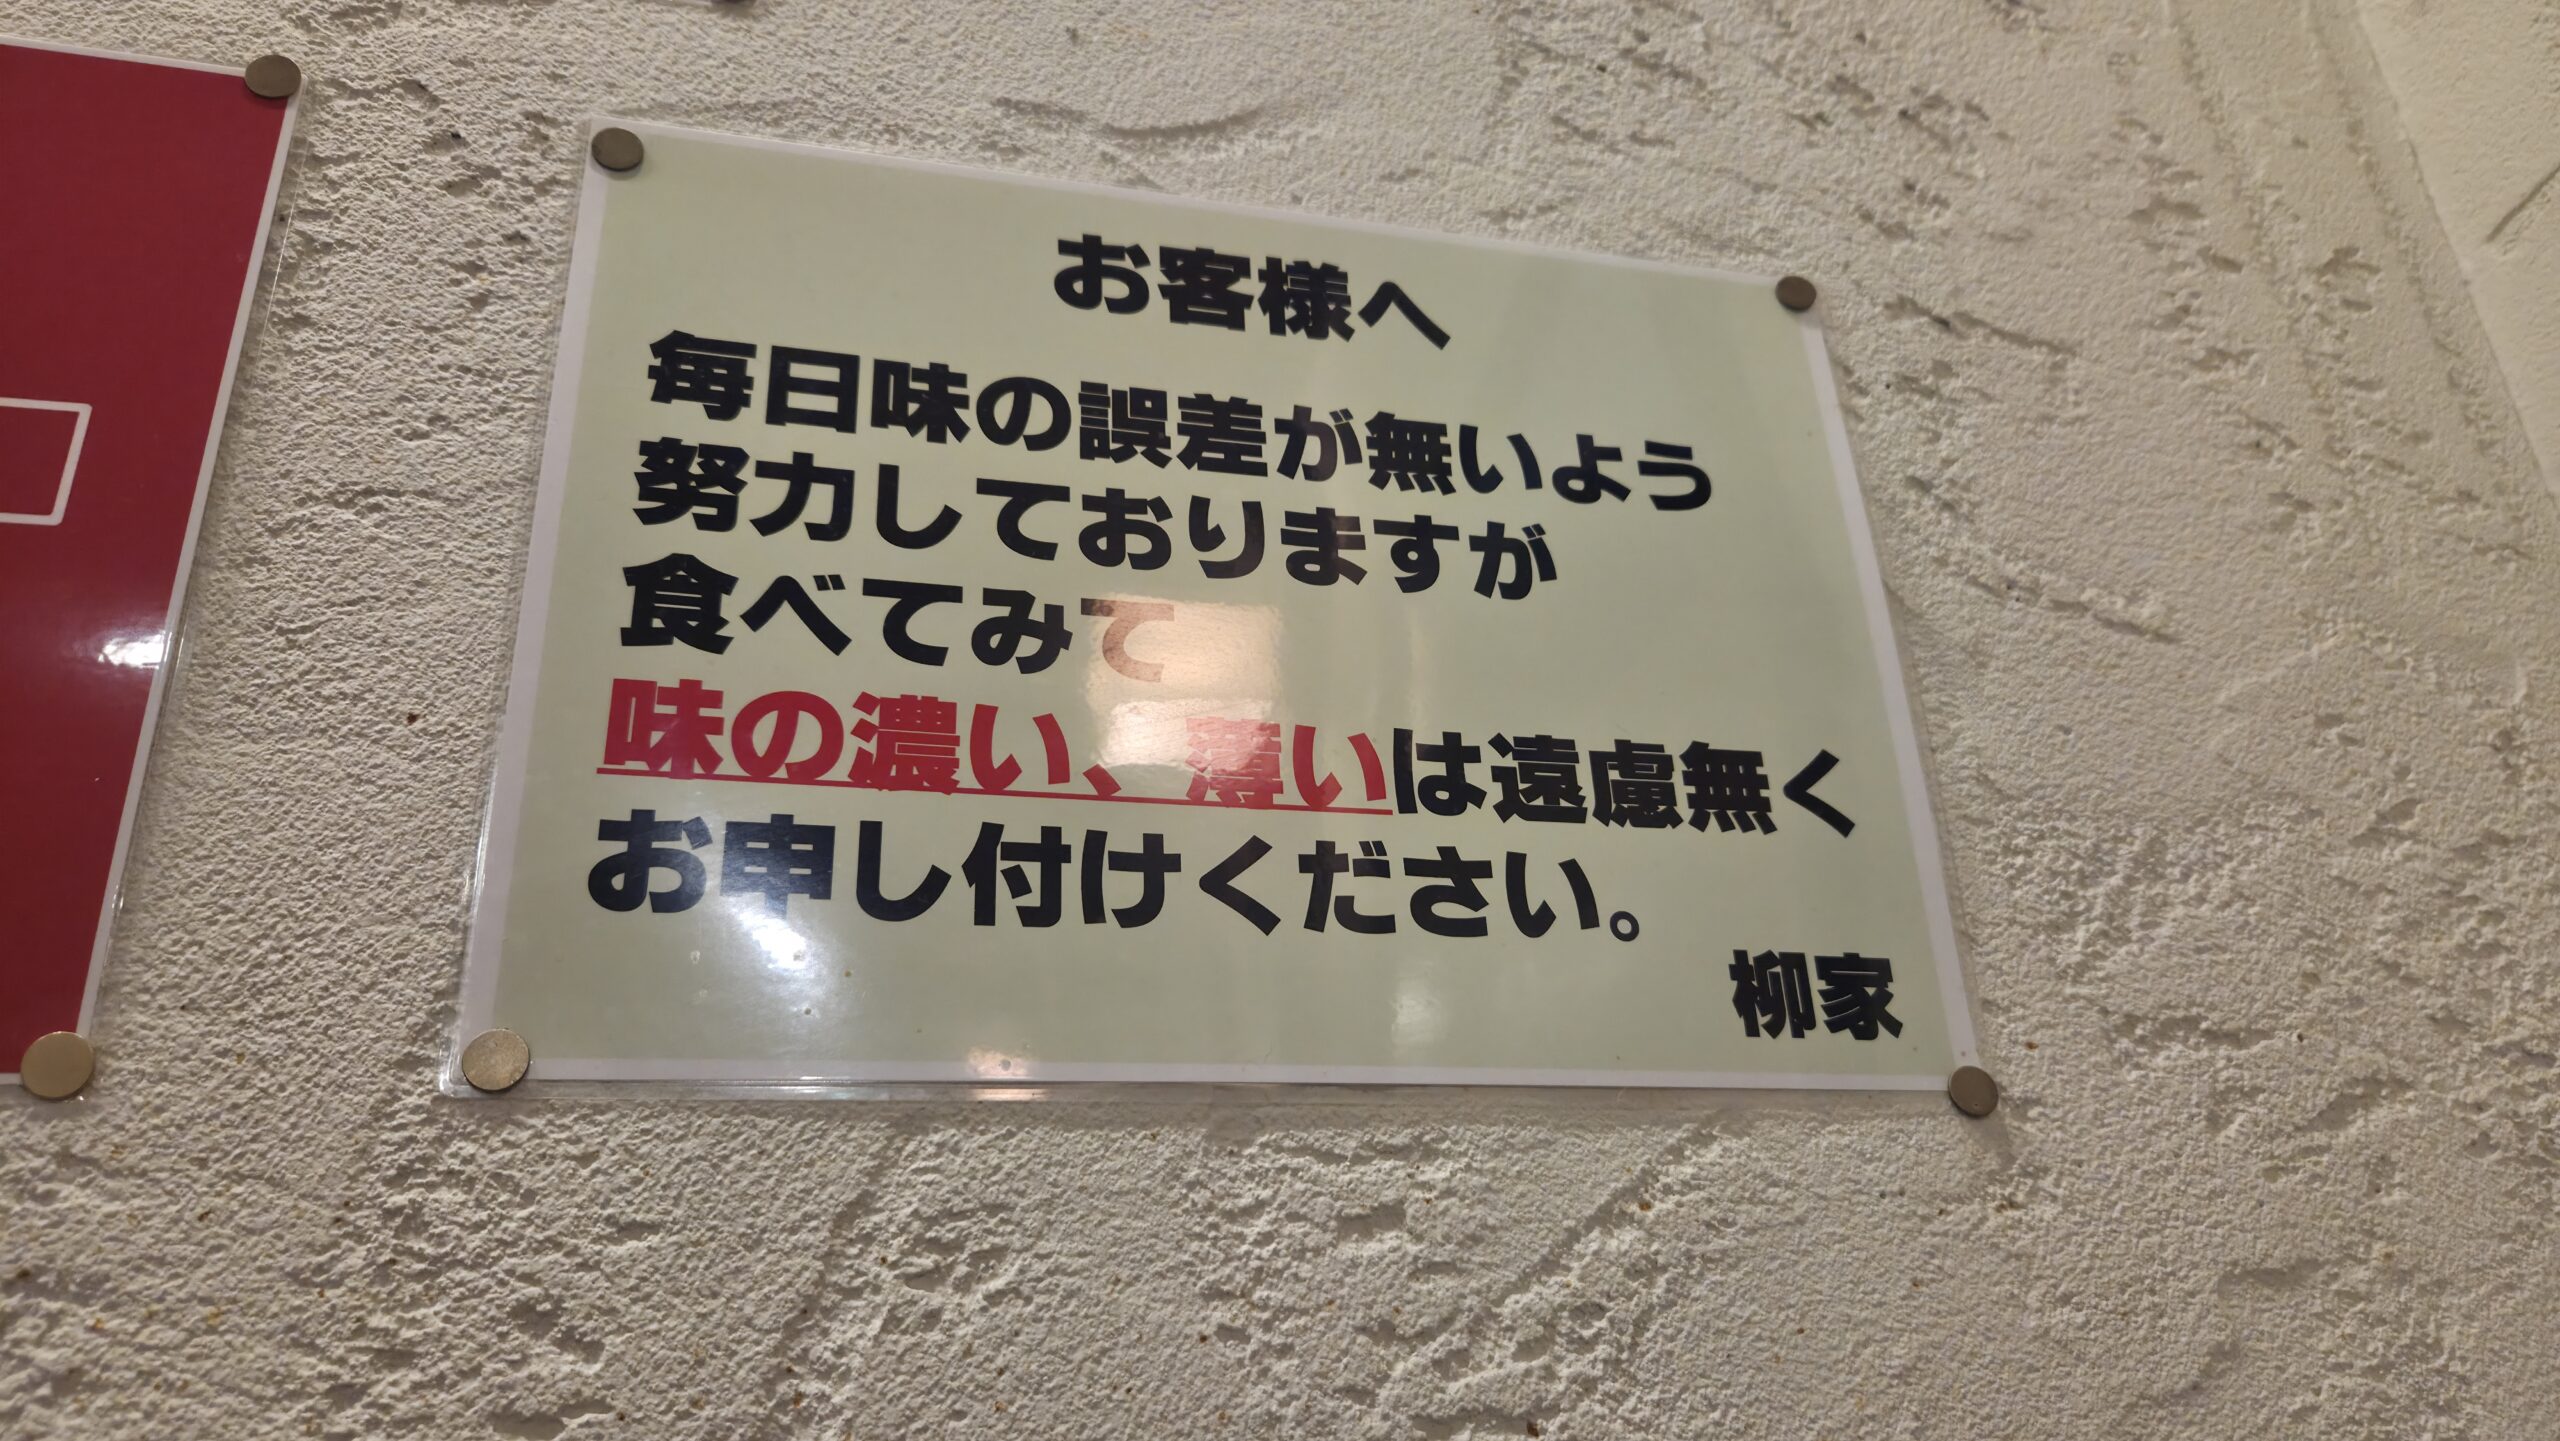 お客様へ
毎日味の誤差が無いよう
努力しておりますが
食べてみて
味の濃い、薄いは遠慮無く
お申し付けください。
柳家